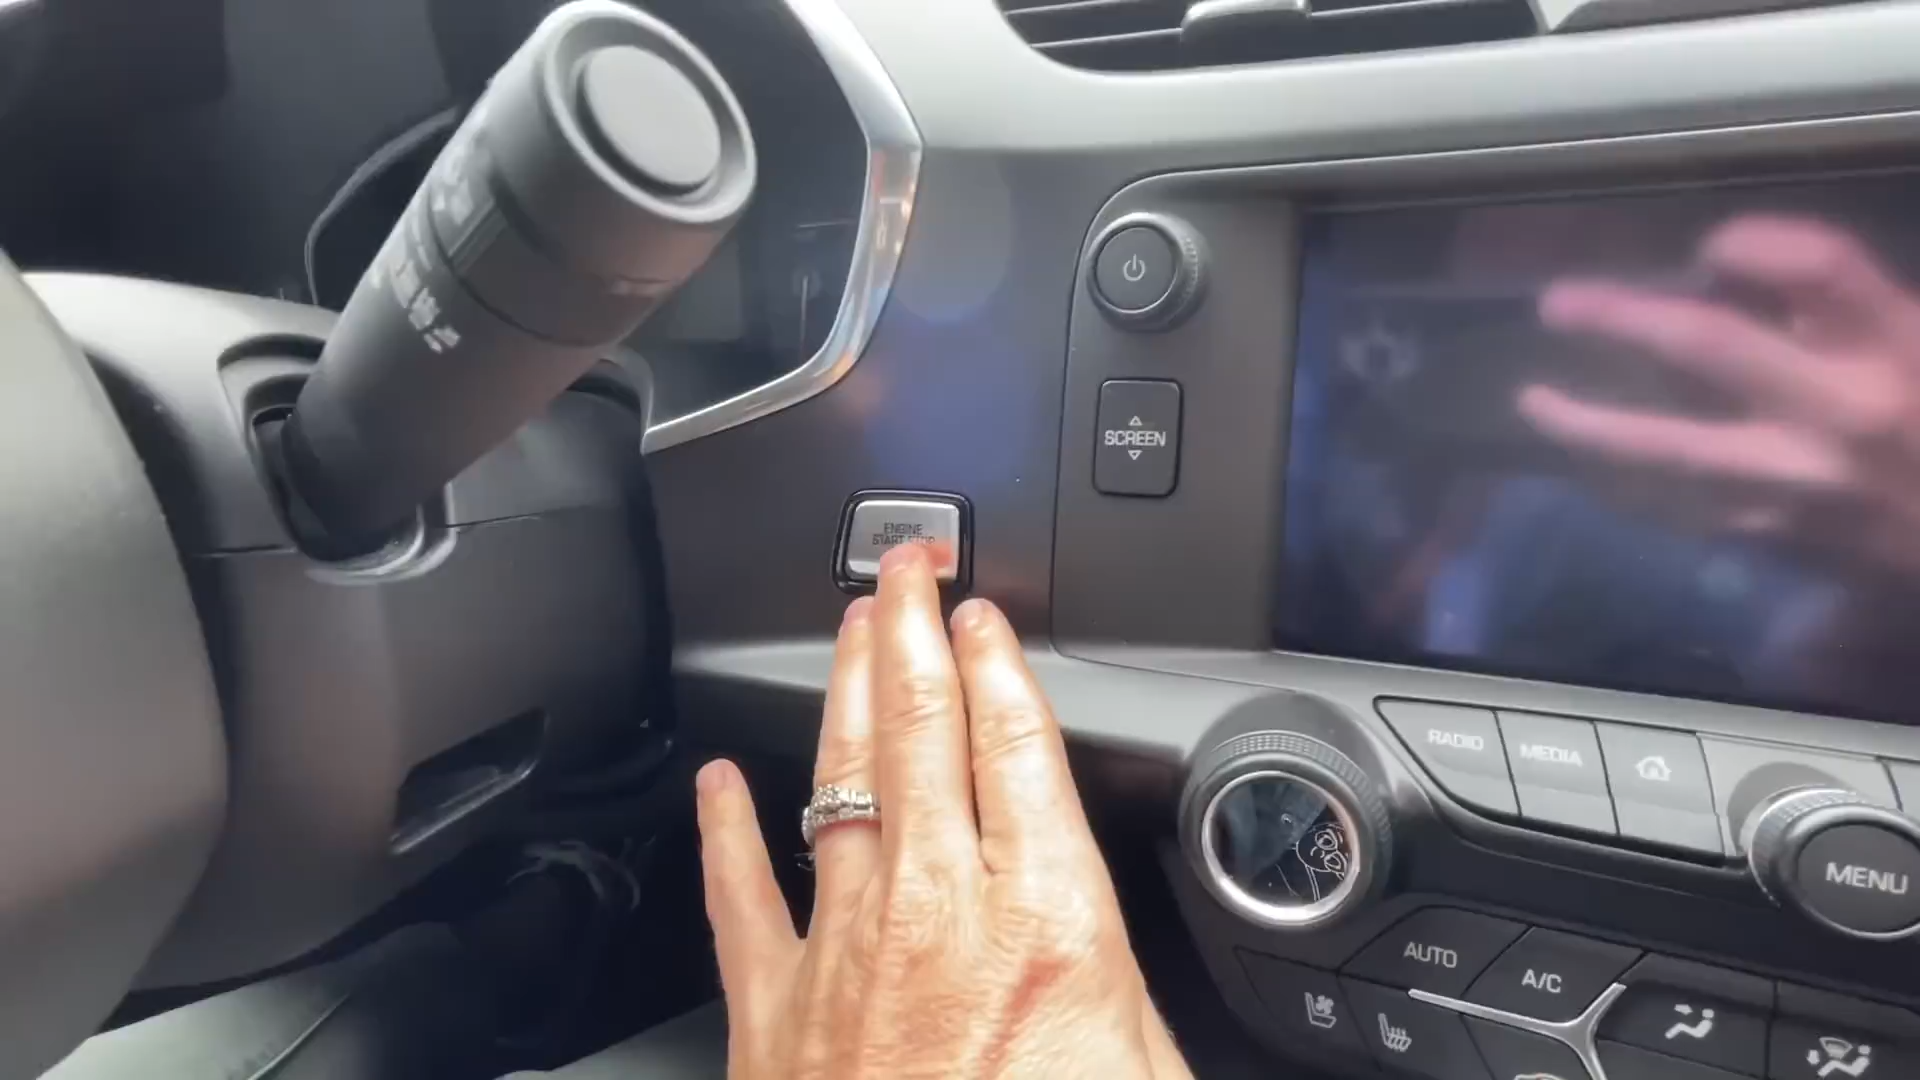 ENGINE
START STOP
SCREEN
RADIO
MEDIA
MENU
AUTO
A/C